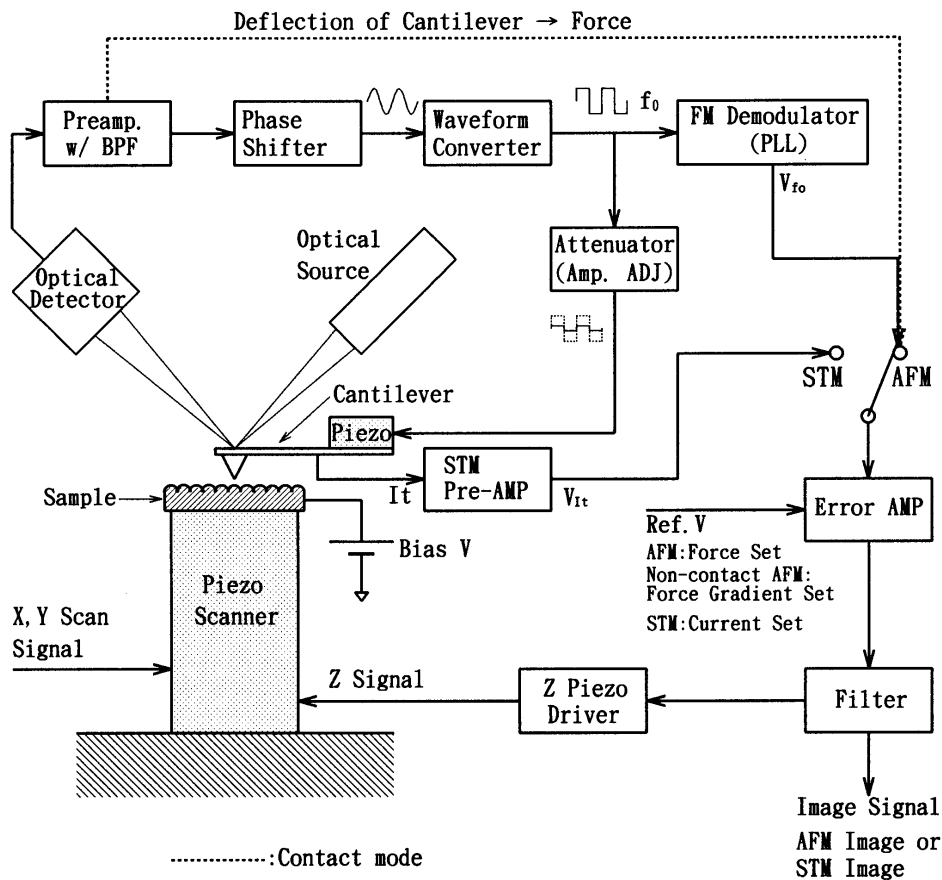 Deflection of Cantilever → Force
Preamp.
w/ BPF
Phase
Shifter
Waveform
Converter
f0
FM Demodulator
(PLL)
Vfo
Optical
Detector
Optical
Source
Attenuator
(Amp. ADJ)
STM
AFM
Cantilever
Piezo
Sample
It
STM
Pre-AMP
VIt
Error AMP
Ref. V
AFM:Force Set
Non-contact AFM:
Force Gradient Set
STM:Current Set
Bias V
Piezo
Scanner
X, Y Scan
Signal
Z Signal
Z Piezo
Driver
Filter
Image Signal
AFM Image or
STM Image
:Contact mode